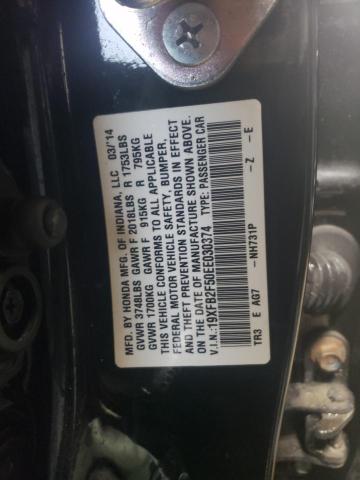 MFD. BY HONDA MFG. OF INDIANA, LLC 03/14
GVWR 3748LBS GAWR F 2018LBS R 1753LBS
GVWR 1700KG GAWR F 915KG R 795KG
THIS VEHICLE CONFORMS TO ALL APPLICABLE
FEDERAL MOTOR VEHICLE SAFETY, BUMPER,
AND THEFT PREVENTION STANDARDS IN EFFECT
ON THE DATE OF MANUFACTURE SHOWN ABOVE.
V.I.N.:19XFB2F50EE030374 TYPE: PASSENGER CAR
TR3 E AG7 -NH731P -Z -E